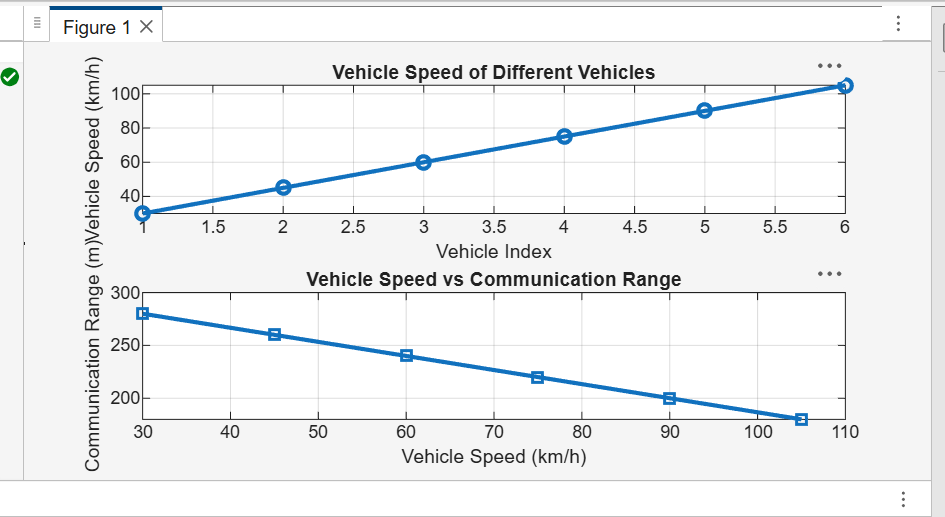 Figure 1
Vehicle Speed of Different Vehicles
Vehicle Speed (km/h)
100
80
60
40
1 1.5 2 2.5 3 3.5 4 4.5 5 5.5 6
Vehicle Index
Vehicle Speed vs Communication Range
Communication Range (m)
300
250
200
30 40 50 60 70 80 90 100 110
Vehicle Speed (km/h)